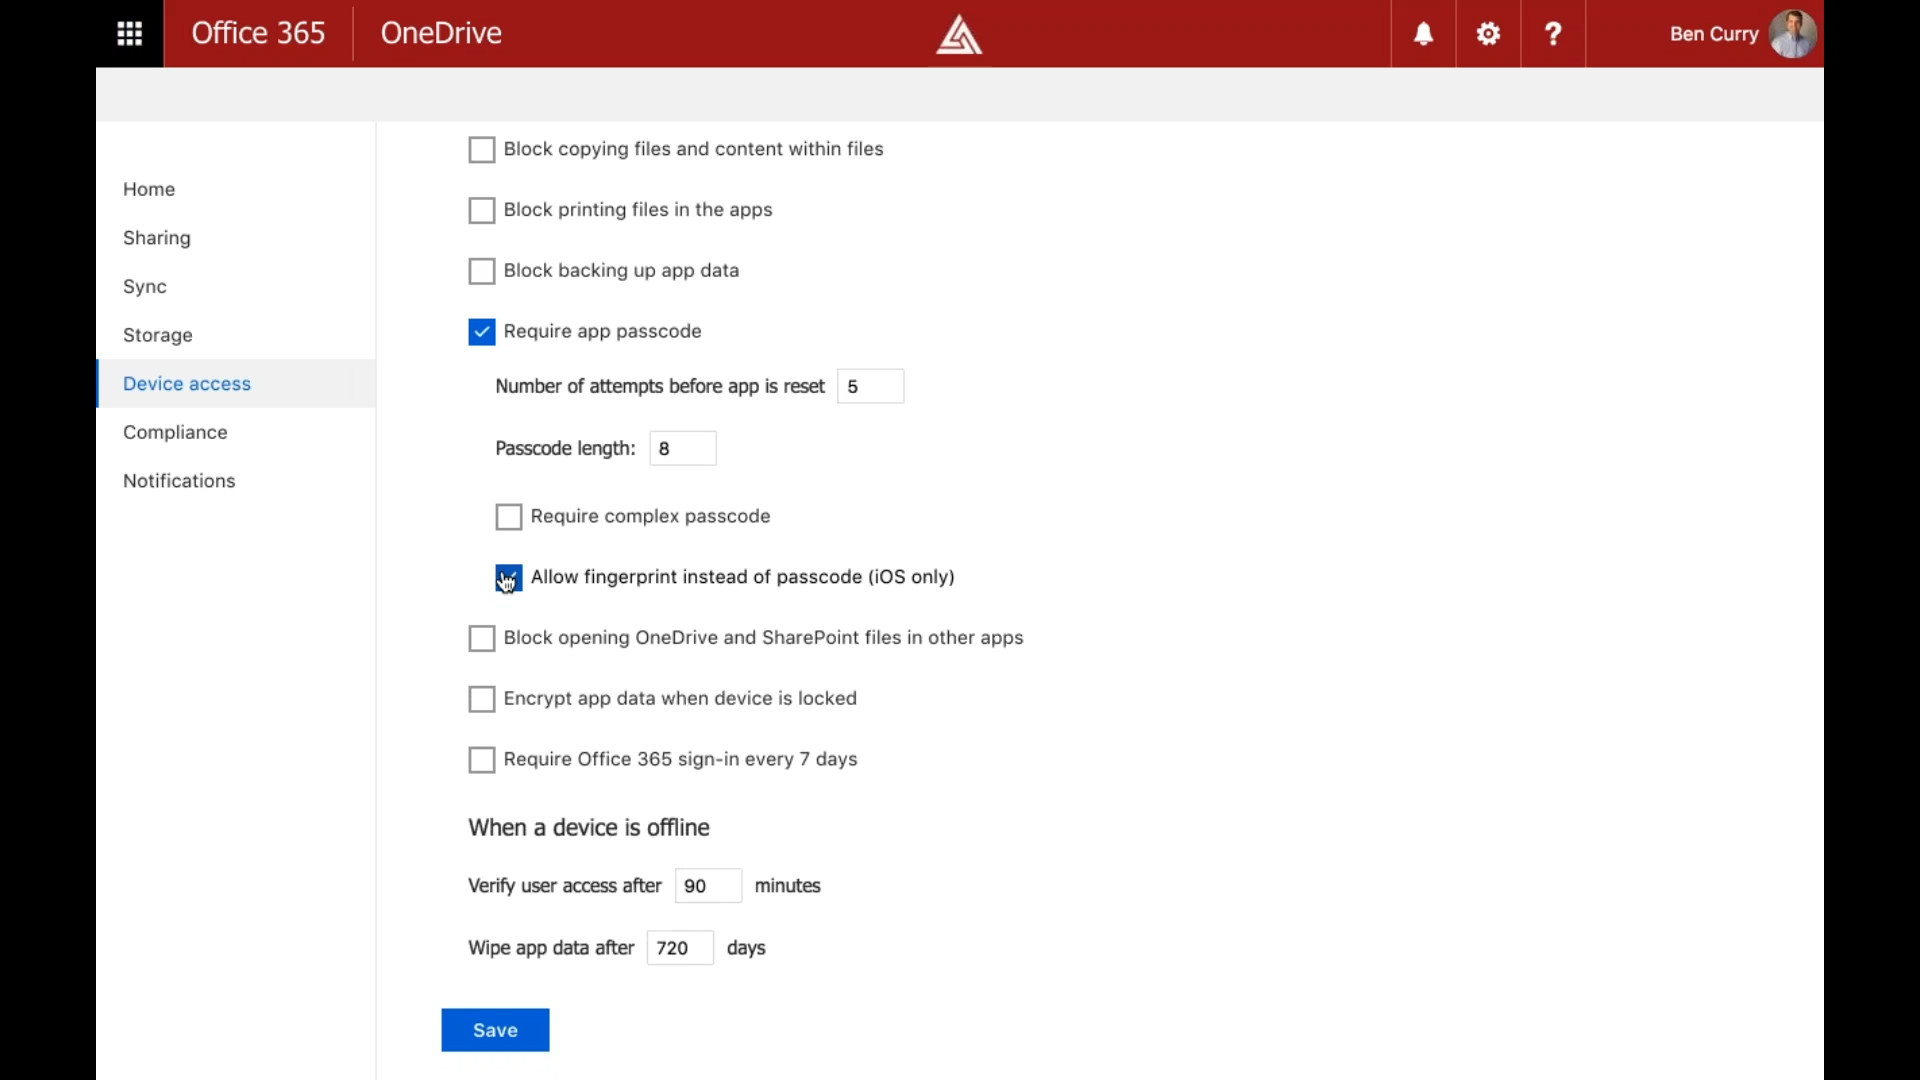 Office 365
OneDrive
?
Ben Curry
Home
Sharing
Sync
Storage
Device access
Compliance
Notifications
Block copying files and content within files
Block printing files in the apps
Block backing up app data
Require app passcode
Number of attempts before app is reset 5
Passcode length: 8
Require complex passcode
Allow fingerprint instead of passcode (iOS only)
Block opening OneDrive and SharePoint files in other apps
Encrypt app data when device is locked
Require Office 365 sign-in every 7 days
When a device is offline
Verify user access after 90 minutes
Wipe app data after 720 days
Save